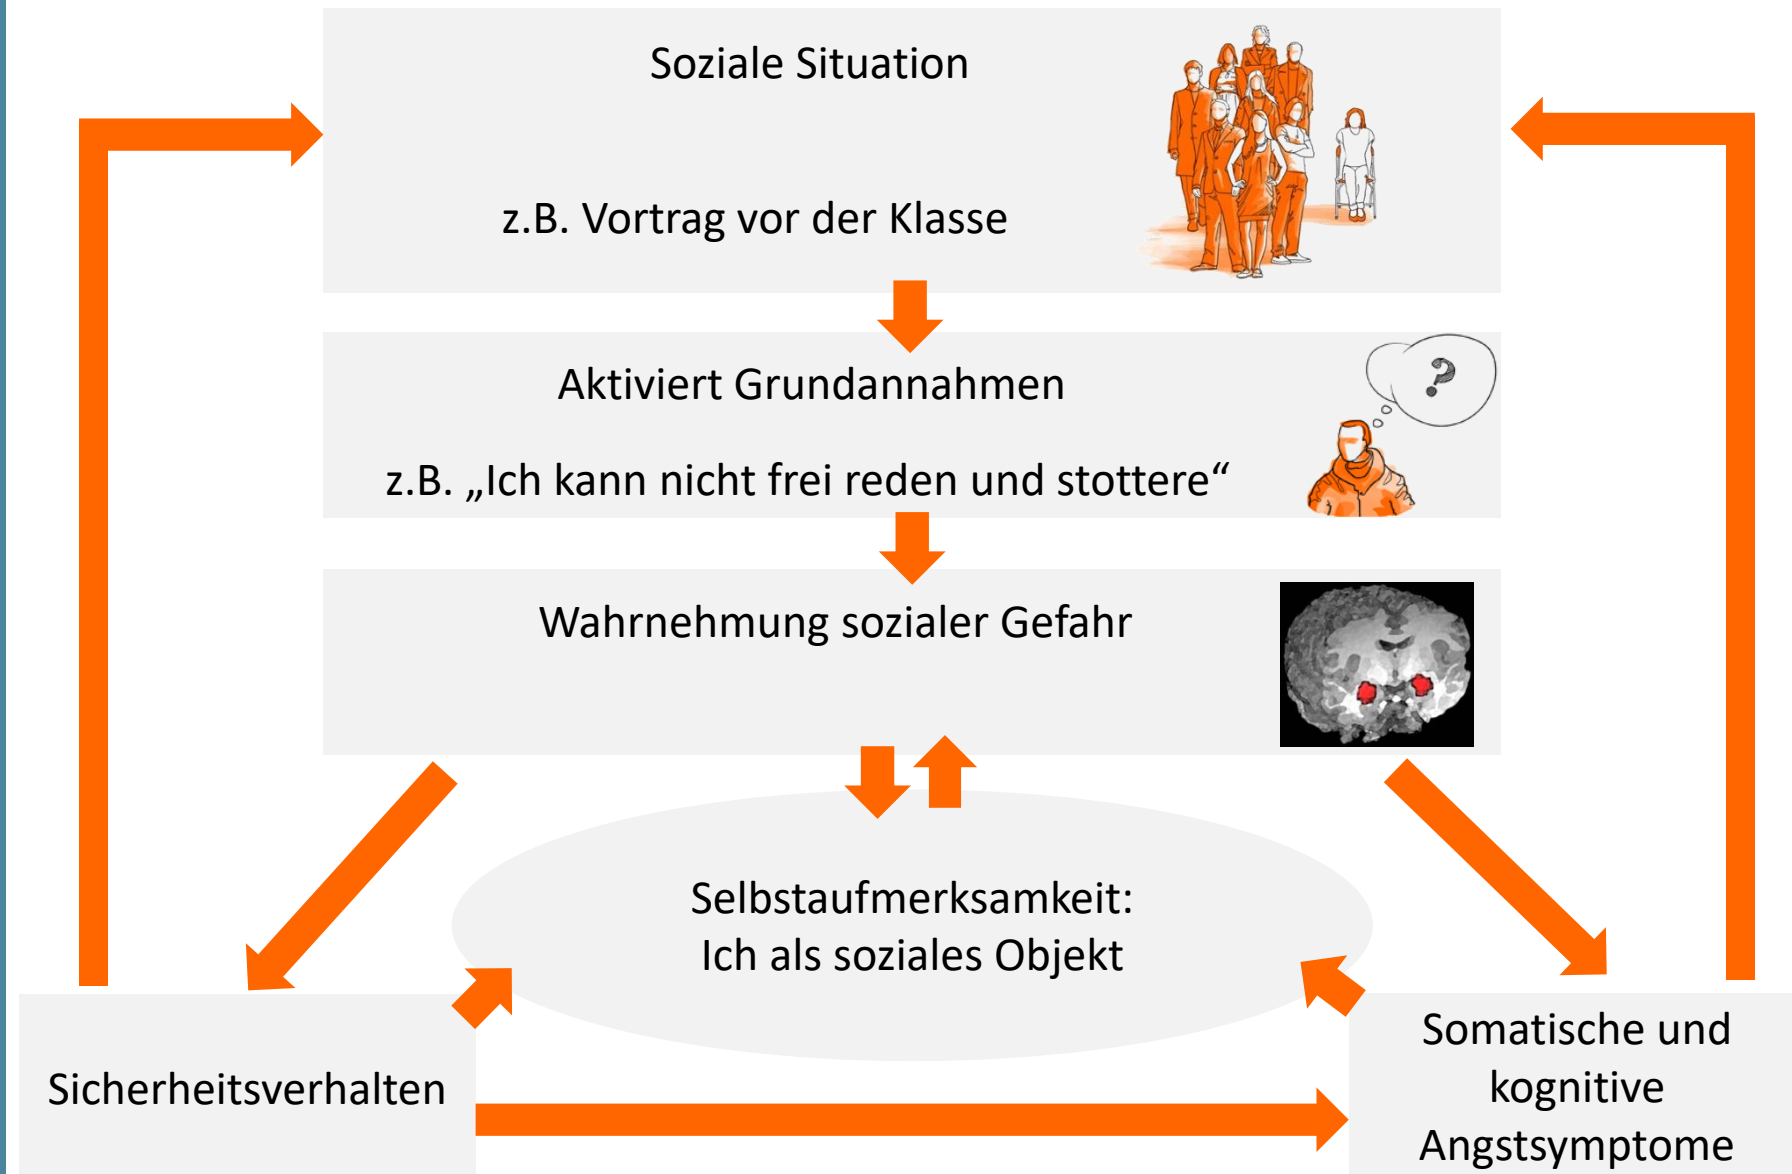 Soziale Situation
z.B. Vortrag vor der Klasse
?
Aktiviert Grundannahmen
z.B. „Ich kann nicht frei reden und stottere“
Wahrnehmung sozialer Gefahr
Selbstaufmerksamkeit:
Ich als soziales Objekt
Sicherheitsverhalten
Somatische und
kognitive
Angstsymptome